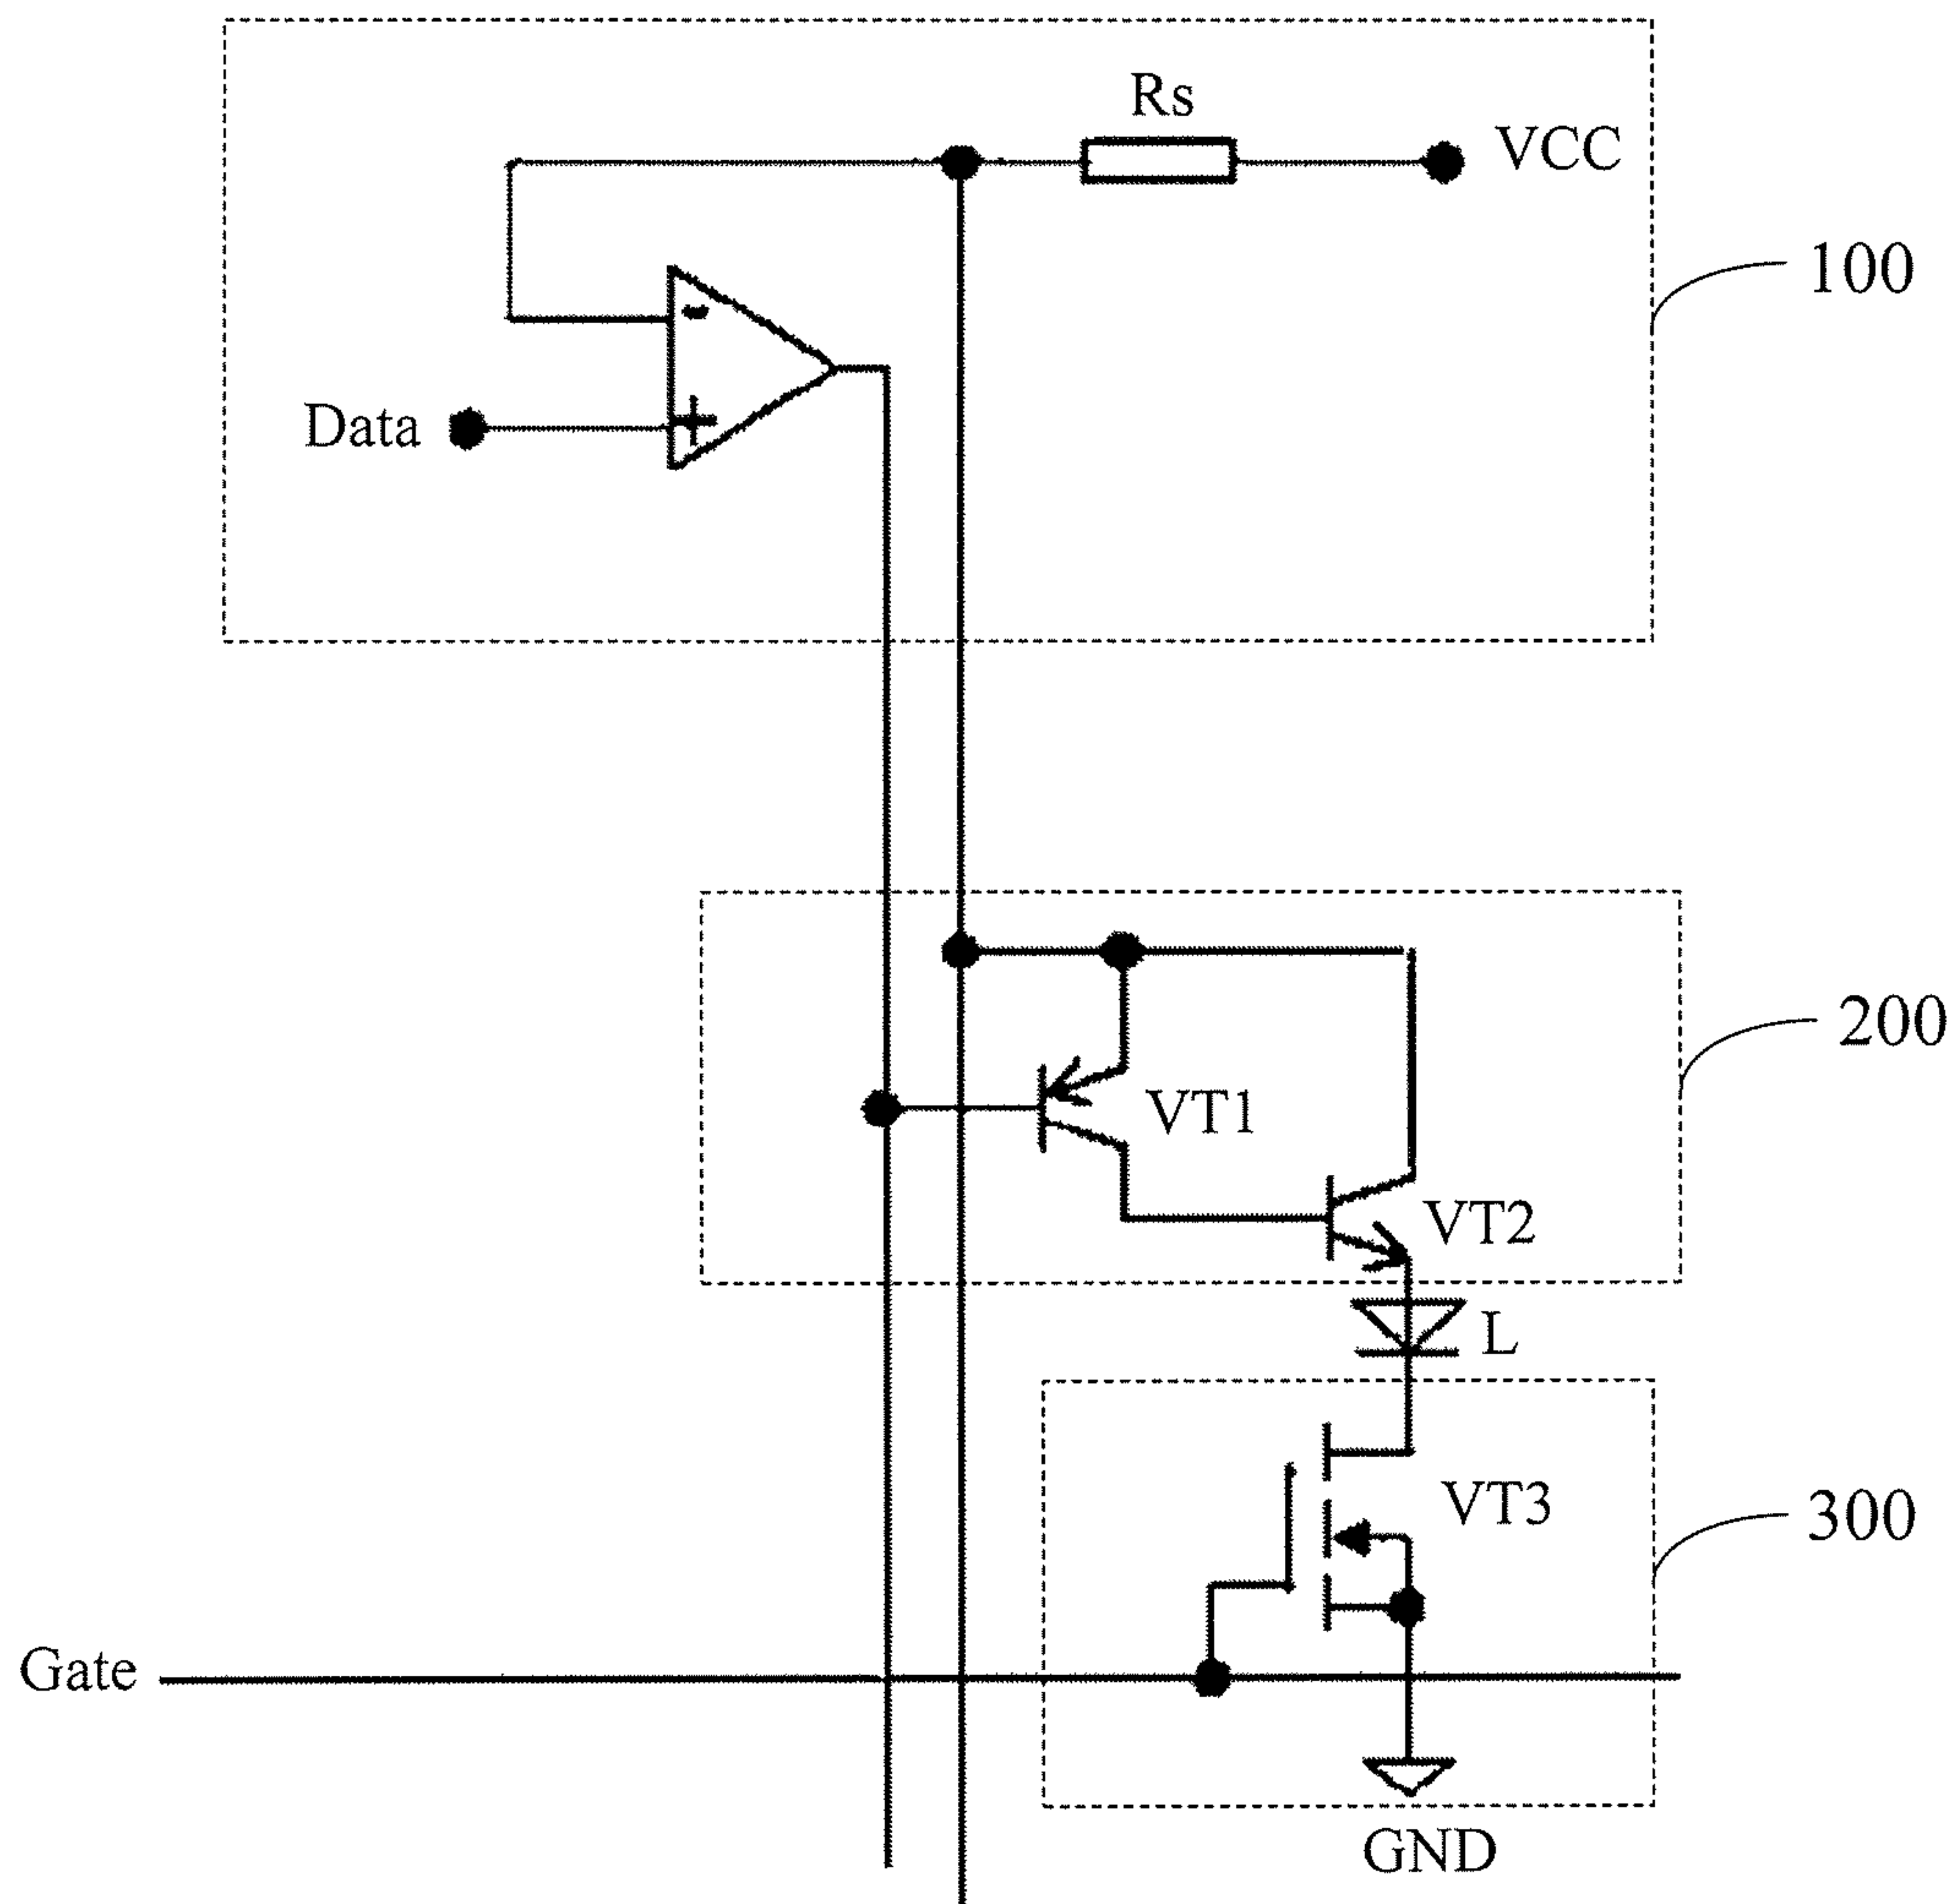 Rs
VCC
100
-
Data
+
200
VT1
VT2
L
VT3
300
Gate
GND